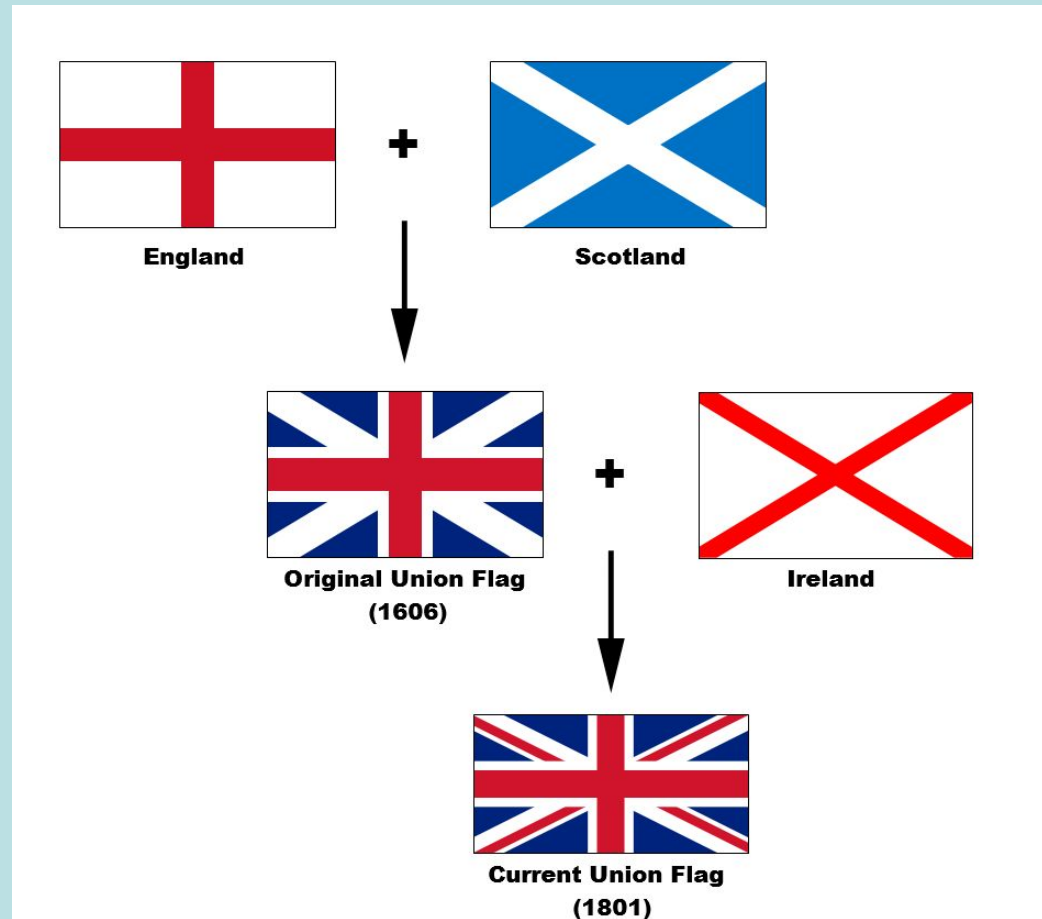 +
England
Scotland
+
Original Union Flag
(1606)
Ireland
Current Union Flag
(1801)